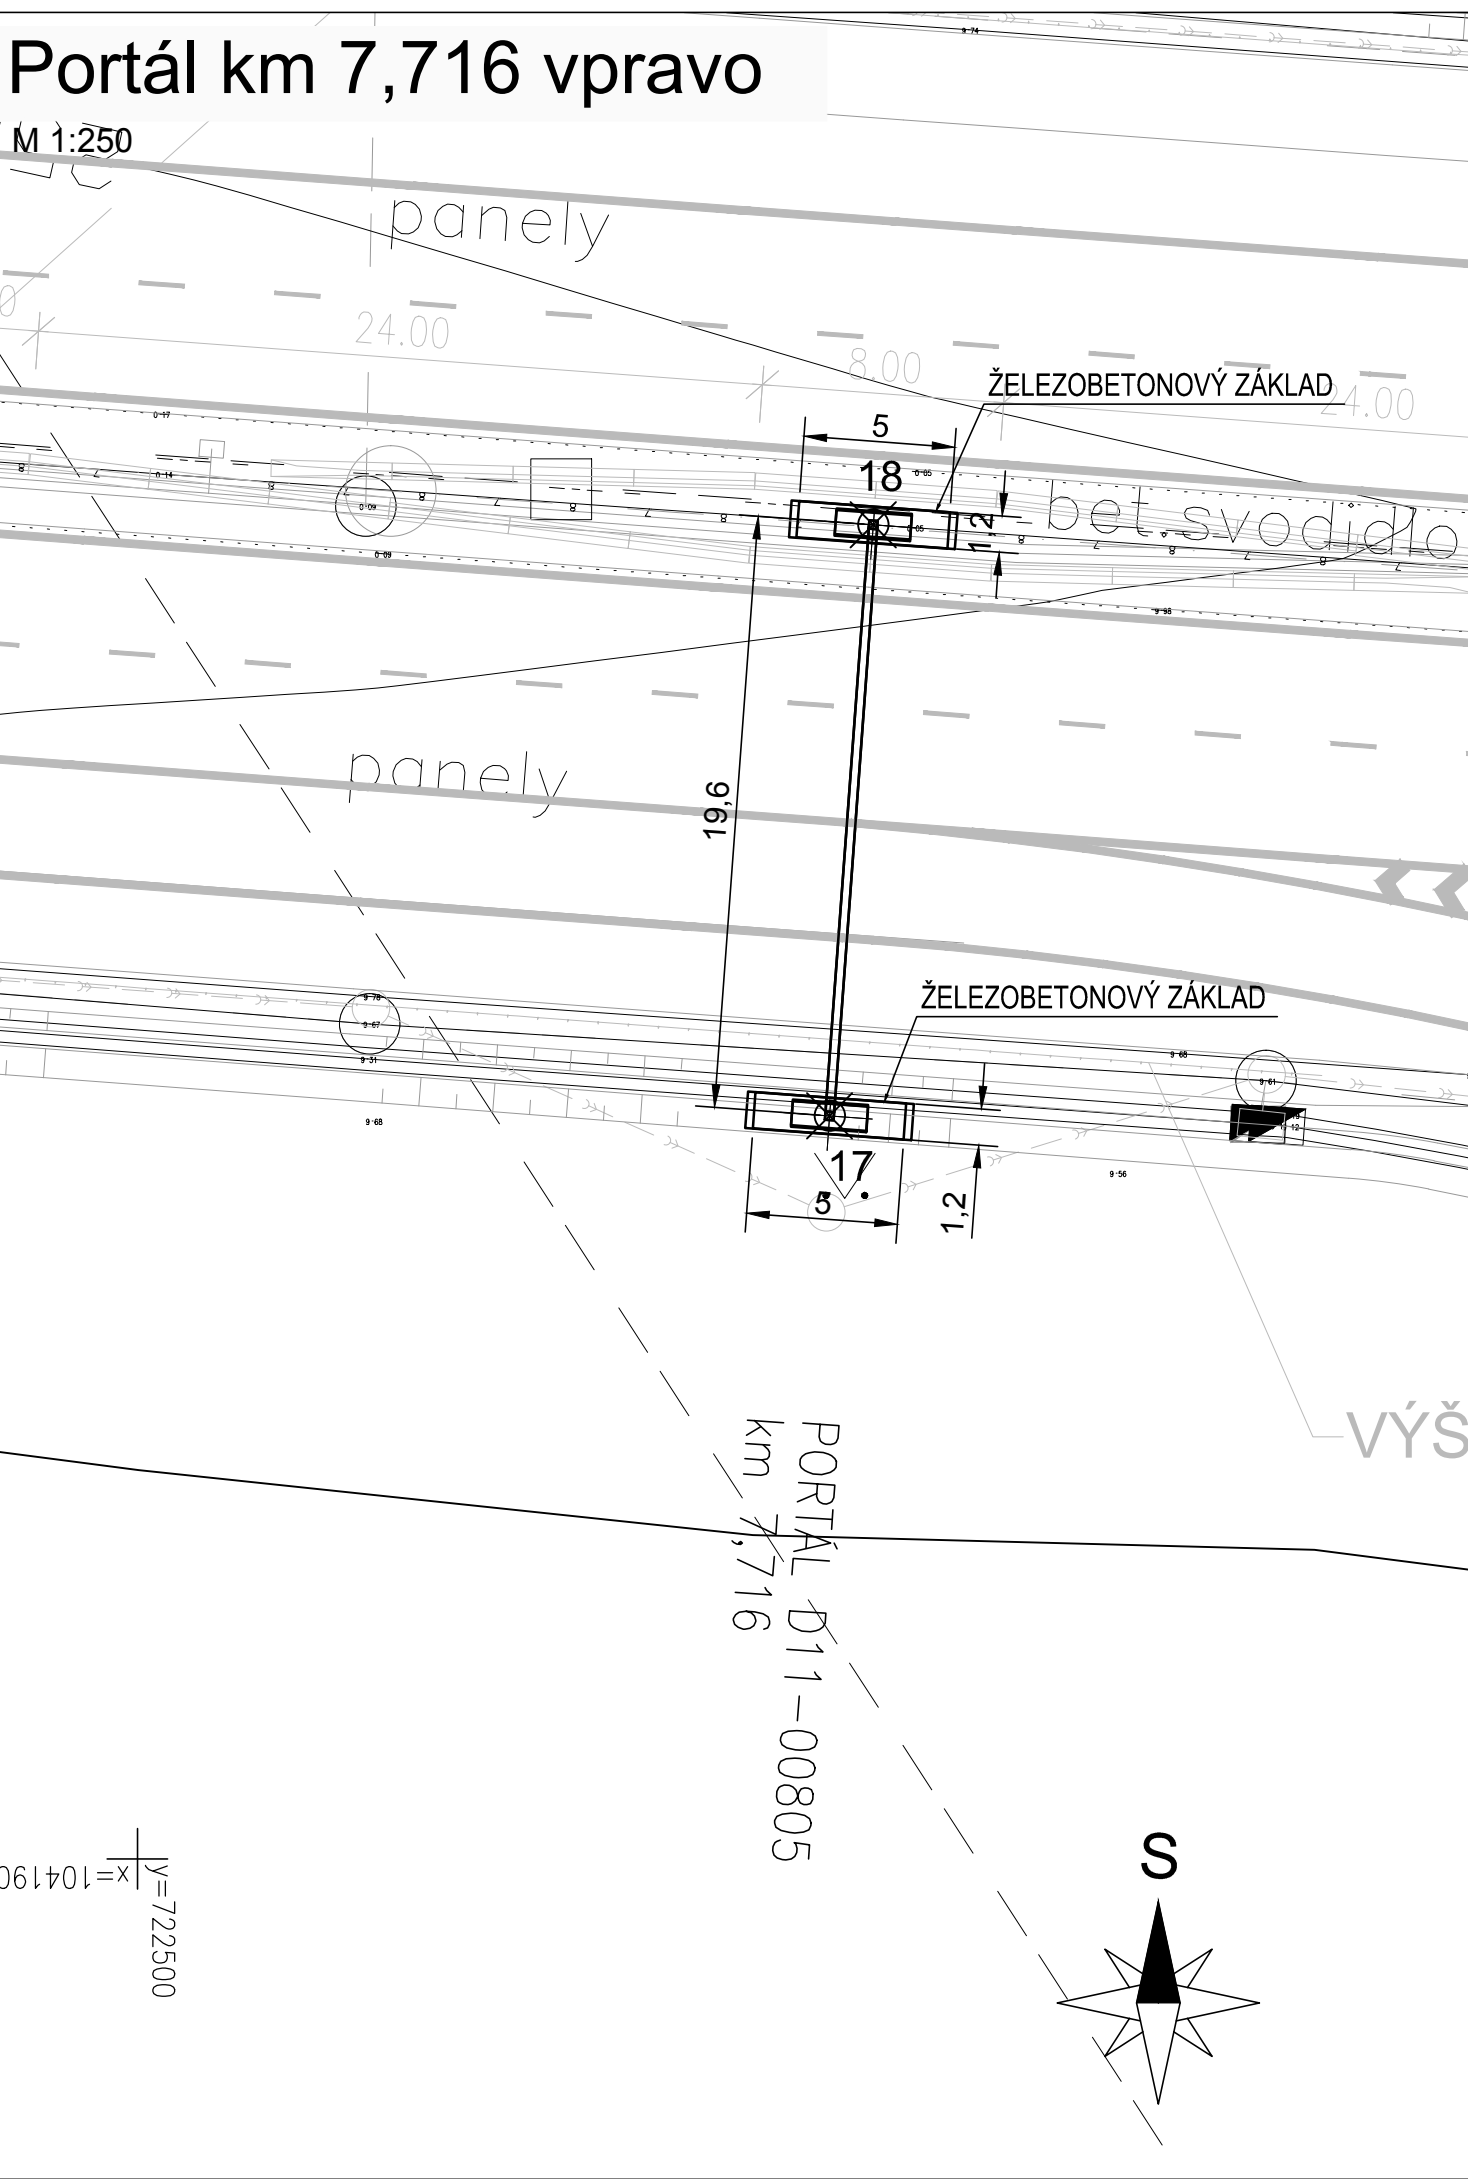 Portál km 7,716 vpravo
M 1:250
panely
24.00
8.00
24.00
ŽELEZOBETONOVÝ ZÁKLAD
5
18
1,2
bet.svodidlo
19,6
panely
ŽELEZOBETONOVÝ ZÁKLAD
17
5
1,2
VÝŠ
PORTÁL D11-00805
km 7,716
S
x=104190
y=722500